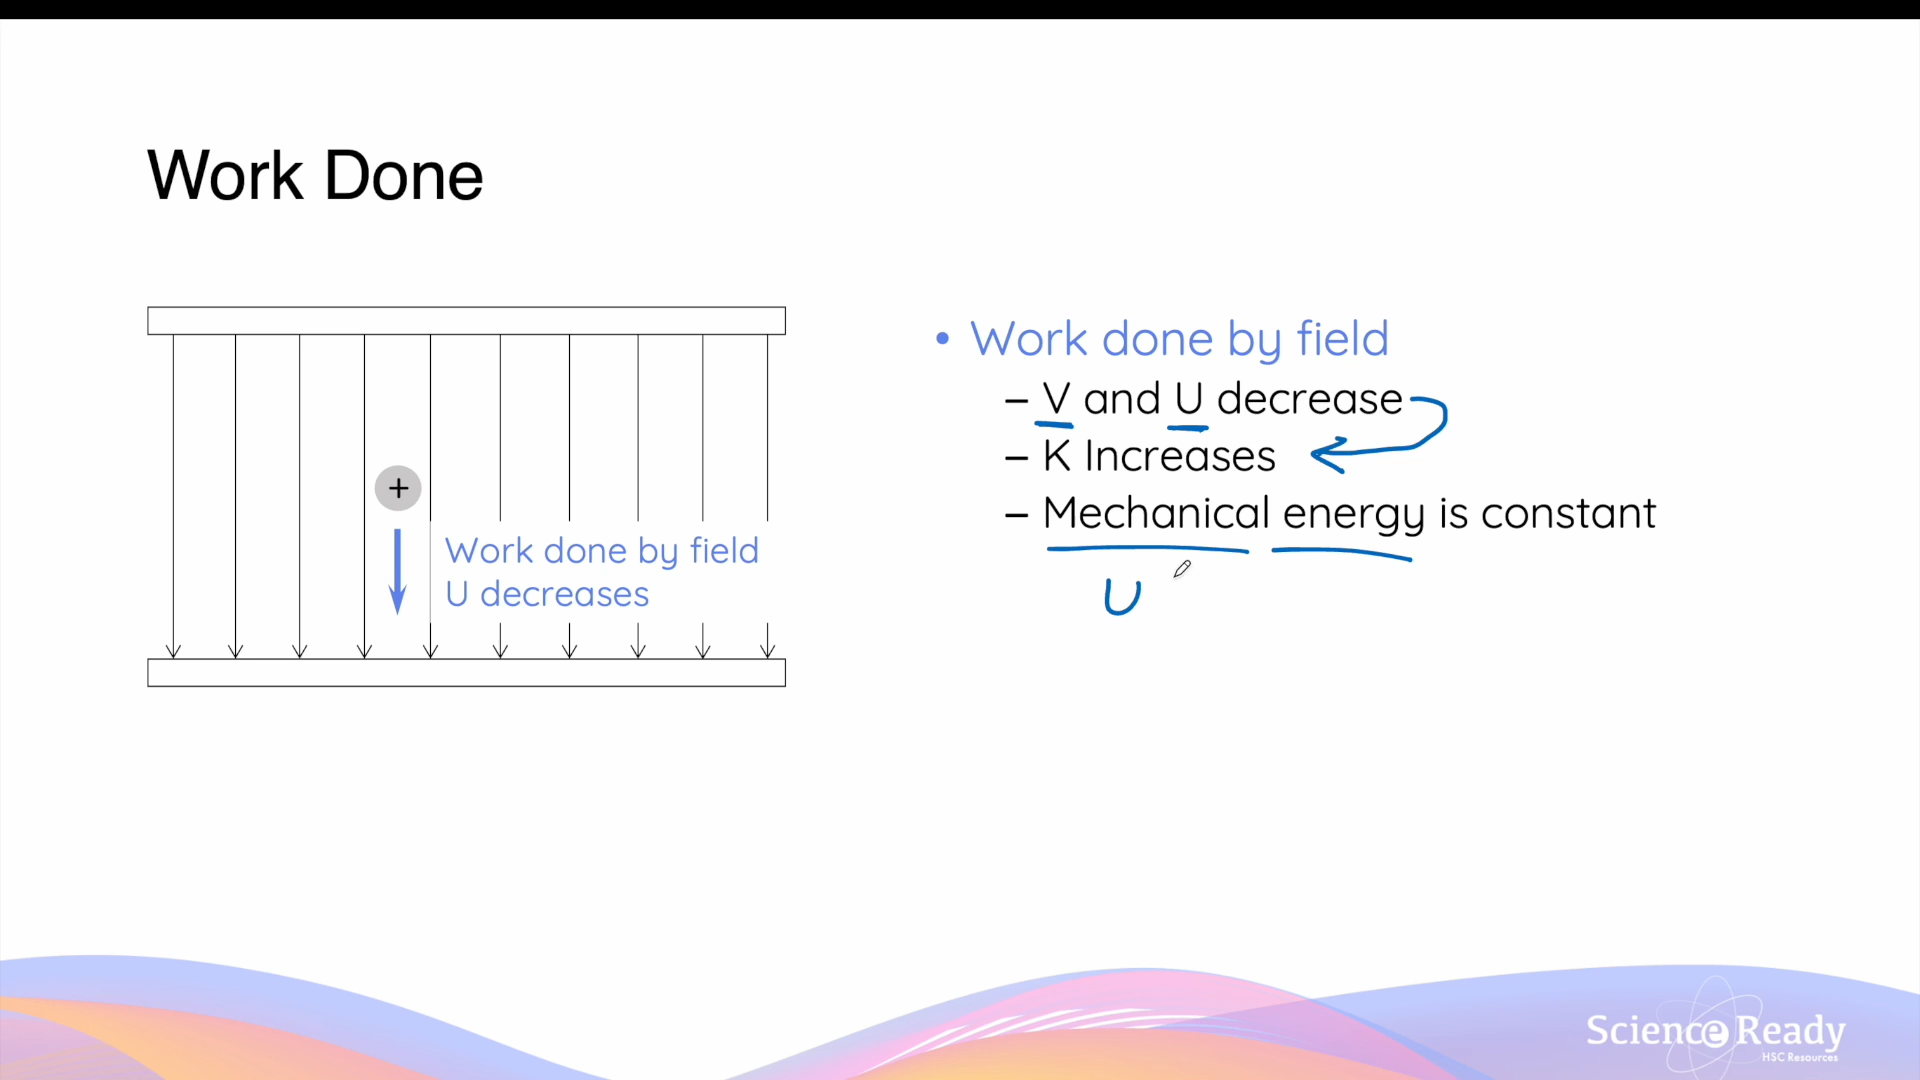 Work Done
+
Work done by field
U decreases
• Work done by field
– V and U decrease
– K Increases
– Mechanical energy is constant
U
Science Ready
HSC Resources